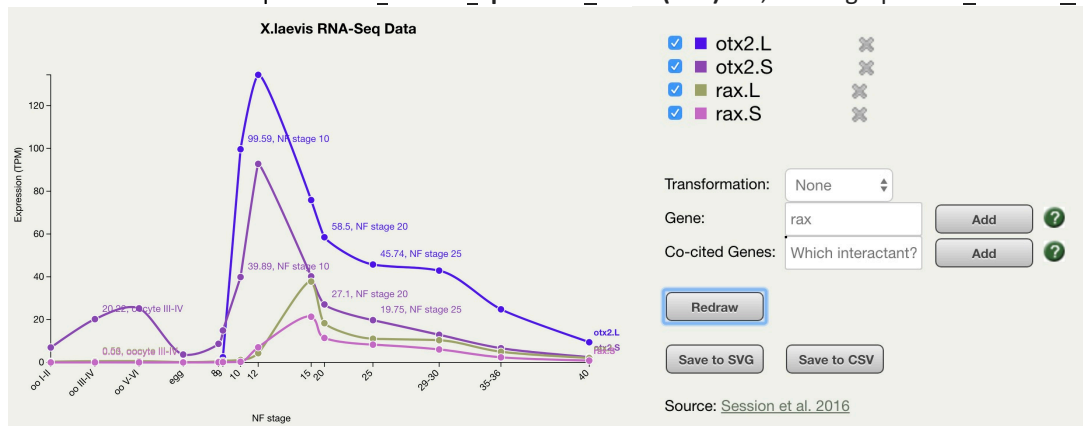 X.laevis RNA-Seq Data
otx2.L
otx2.S
rax.L
rax.S
Expression (TPM)
120
100
80
60
40
20
0
99.59, NF stage 10
58.5, NF stage 20
45.74, NF stage 25
39.89, NF stage 10
27.1, NF stage 20
19.75, NF stage 25
20.22, oocyte III-IV
oocyte III-IV
otx2.L
otx2.S
rax.S
oo I-II
oo III-IV
oo V-VI
egg
8
9
10
12
15
20
25
29-30
35-36
40
NF stage
Transformation: None
Gene: rax Add ?
Co-cited Genes: Which interactant? Add ?
Redraw
Save to SVG Save to CSV
Source: Session et al. 2016